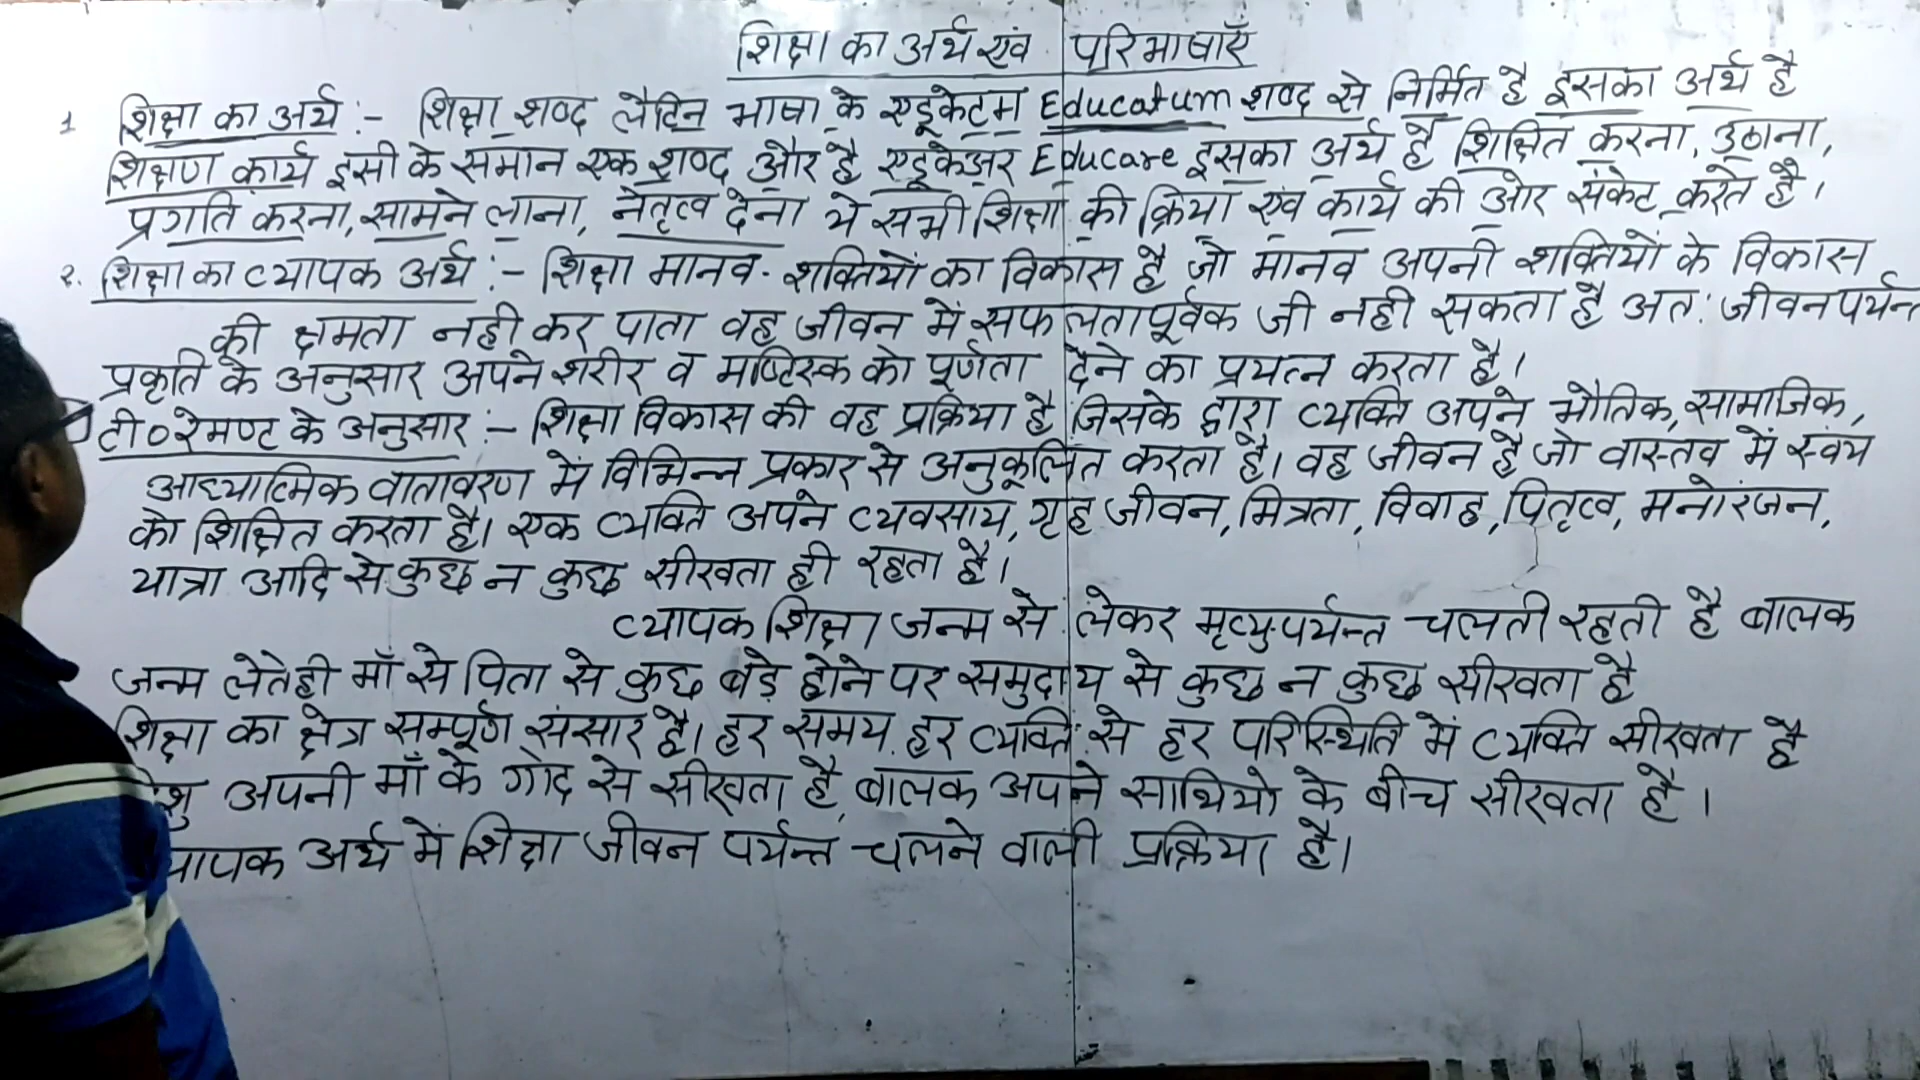 शिक्षा का अर्थ एंव परिभाषाएँ
1 शिक्षा का अर्थ :- शिक्षा शब्द लैटिन भाषा के एडूकेटम Educatum शब्द से निर्मित है इसका अर्थ है
शिक्षण कार्य इसी के समान एक शब्द और है एडूकेअर Educare इसका अर्थ है शिक्षित करना, उठाना,
प्रगति करना, सामने लाना, नेतृत्व देना ये सभी शिक्षा की क्रिया एंव कार्य की ओर संकेट करते है।
२. शिक्षा का व्यापक अर्थ :- शिक्षा मानव शक्तियों का विकास है जो मानव अपनी शक्तियों के विकास
की क्षमता नही कर पाता वह जीवन में सफलतापूर्वक जी नही सकता है अत: जीवनपर्यन्त
प्रकृति के अनुसार अपने शरीर व मष्टिस्क को पूर्णता देने का प्रयत्न करता है।
टी० रेमण्ट के अनुसार :- शिक्षा विकास की वह प्रक्रिया है जिसके द्वारा व्यक्ति अपने भौतिक, सामाजिक,
आध्यात्मिक वातावरण में विभिन्न प्रकार से अनुकूलित करता है। वह जीवन है जो वास्तव में स्वंय
को शिक्षित करता है। एक व्यक्ति अपने व्यवसाय, गृह जीवन, मित्रता, विवाह, पितृत्व, मनोरंजन,
यात्रा आदि से कुछ न कुछ सीखता ही रहता है।
व्यापक शिक्षा जन्म से लेकर मृत्युपर्यन्त चलती रहती है बालक
जन्म लेतेही माँ से पिता से कुछ बड़े होने पर समुदाय से कुछ न कुछ सीखता है
शिक्षा का क्षेत्र सम्पूर्ण संसार है। हर समय हर व्यक्ति से हर परिस्थिति में व्यक्ति सीखता है
अपनी माँ के गोद से सीखता है, बालक अपने साथियो के बीच सीखता है।
अर्थ में शिक्षा जीवन पर्यन्त चलने वाली प्रक्रिया है।